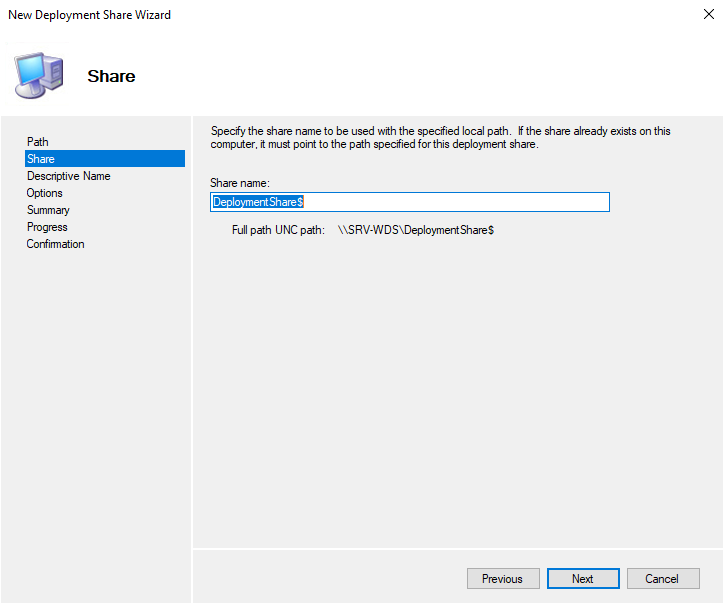 New Deployment Share Wizard
Share
Path
Share
Descriptive Name
Options
Summary
Progress
Confirmation
Specify the share name to be used with the specified local path.  If the share already exists on this
computer, it must point to the path specified for this deployment share.
Share name:
DeploymentShare$
Full path UNC path: \\SRV-WDS\DeploymentShare$
Previous
Next
Cancel